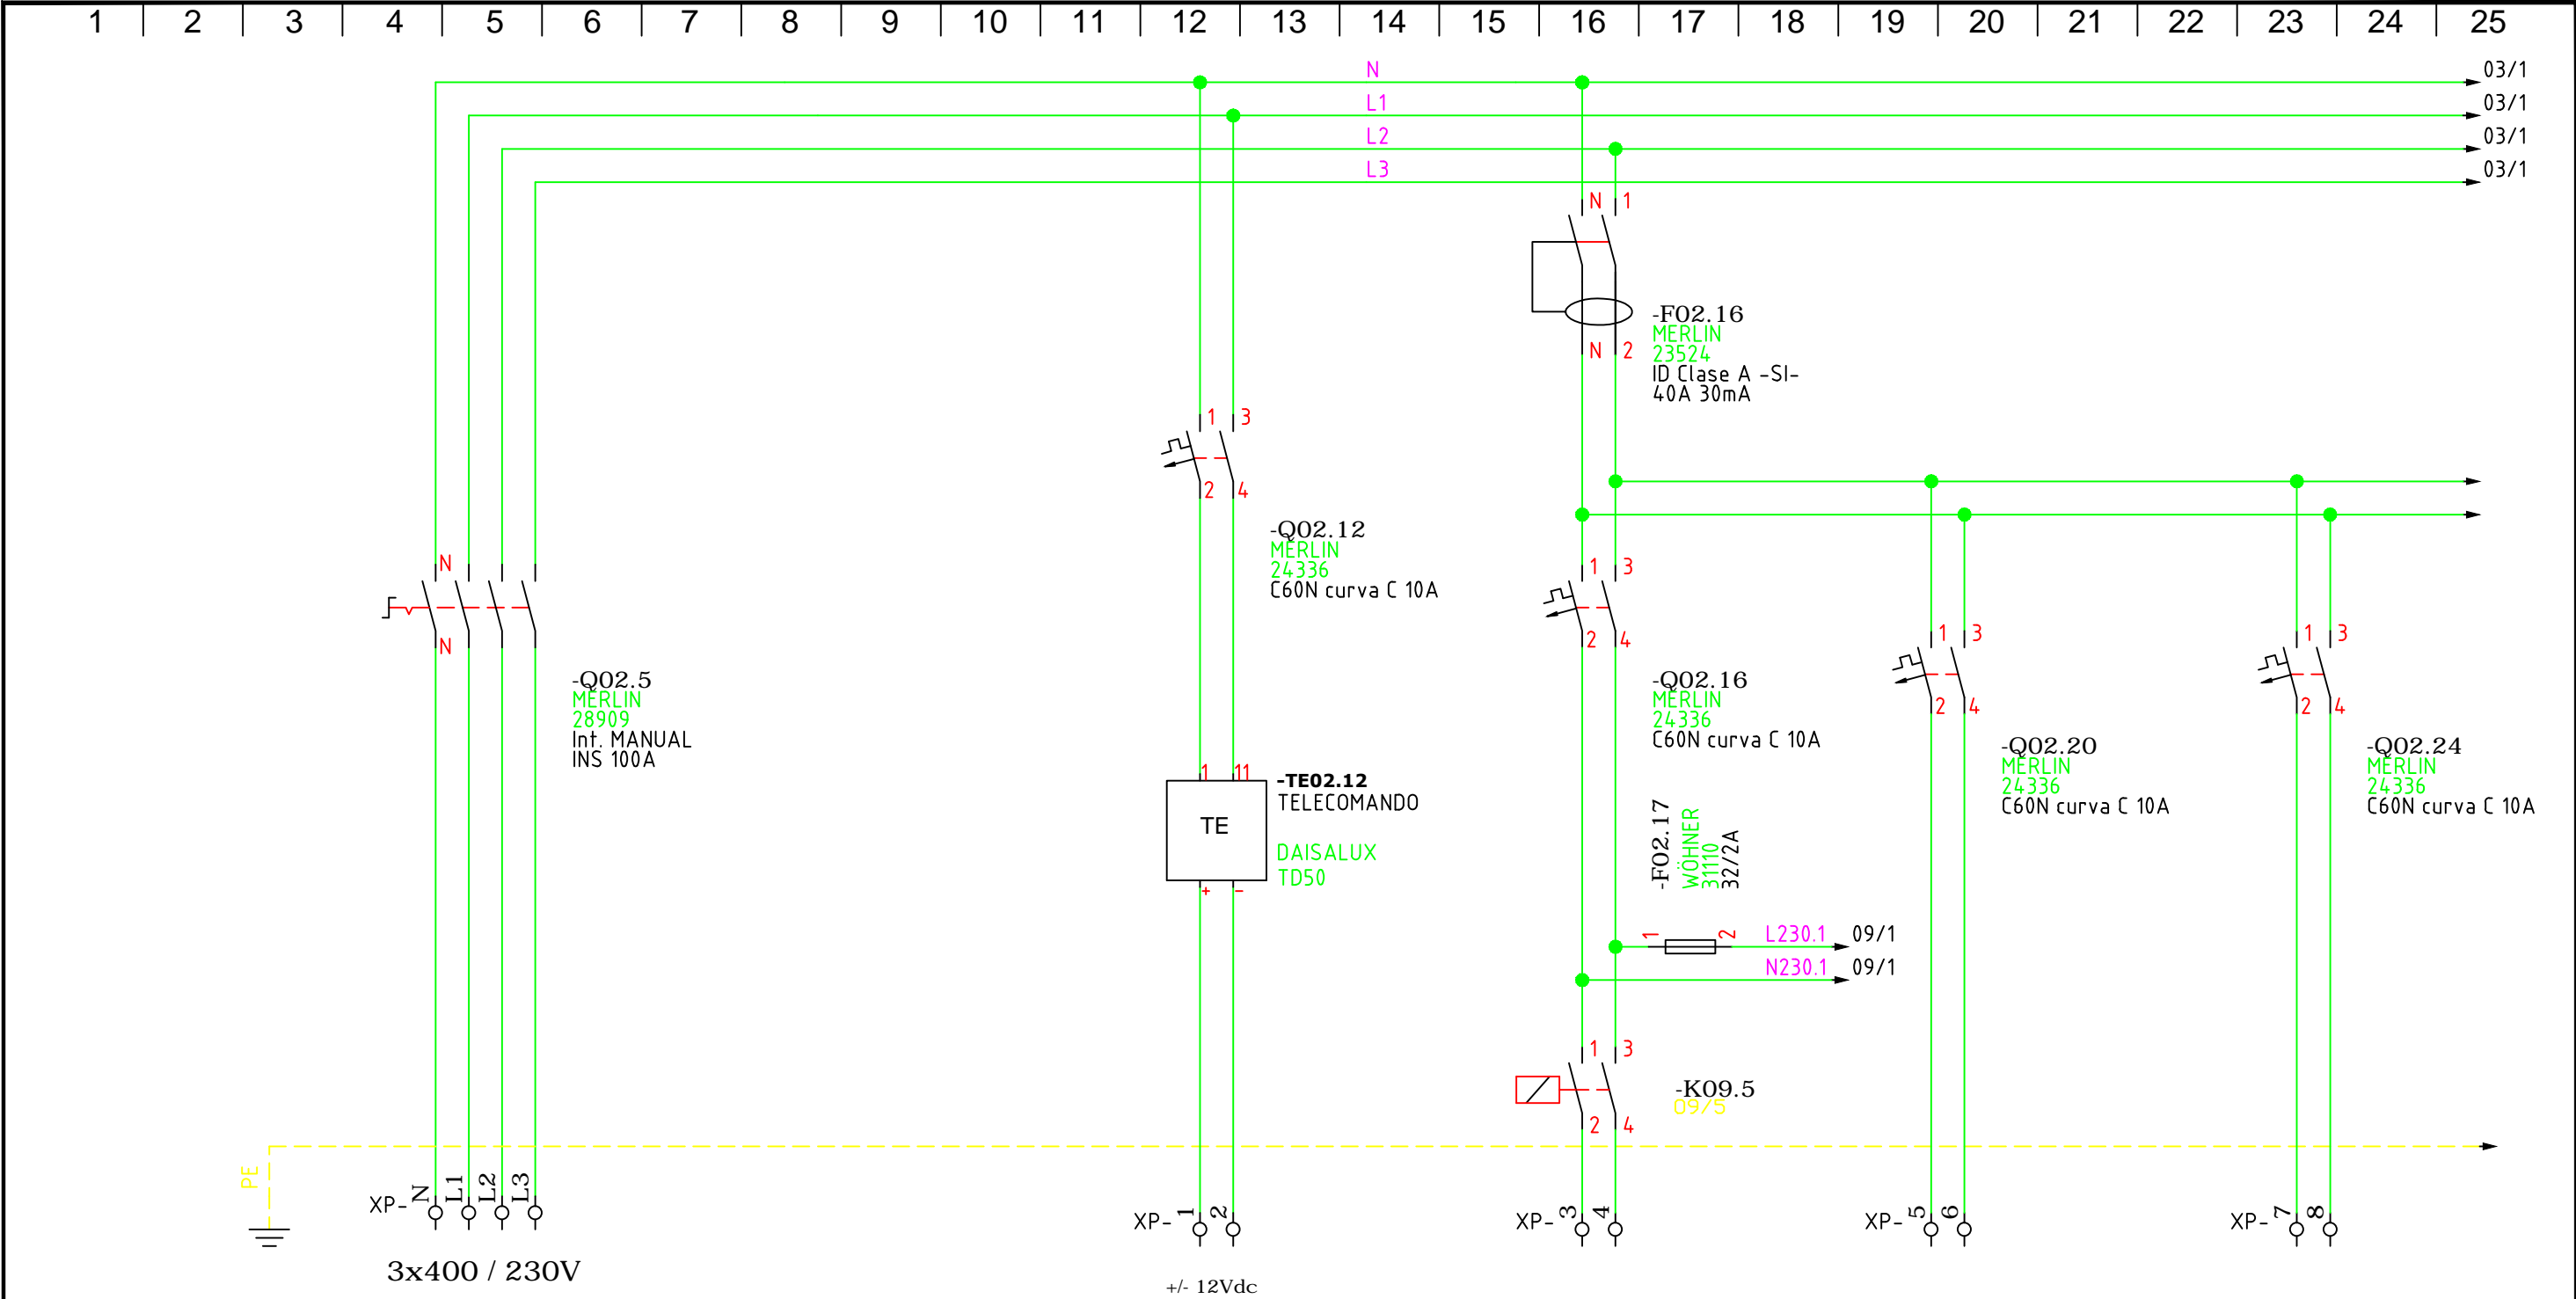 1 2 3 4 5 6 7 8 9 10 11 12 13 14 15 16 17 18 19 20 21 22 23 24 25
N 03/1
L1 03/1
L2 03/1
L3 03/1
N 1
-F02.16
MERLIN
23524
ID Clase A -SI-
40A 30mA
N 2
1 3
2 4
-Q02.12
MERLIN
24336
C60N curva C 10A
N
N
-Q02.5
MERLIN
28909
Int. MANUAL
INS 100A
1 3
2 4
-Q02.16
MERLIN
24336
C60N curva C 10A
1 3
2 4
-Q02.20
MERLIN
24336
C60N curva C 10A
1 3
2 4
-Q02.24
MERLIN
24336
C60N curva C 10A
1 11
-TE02.12
TELECOMANDO
TE
DAISALUX
TD50
+ -
-F02.17
WÖHNER
31110
32/2A
1 2
L230.1 09/1
N230.1 09/1
1 3
-K09.5
09/5
2 4
PE
XP- N L1 L2 L3
XP- 1 2
XP- 3 4
XP- 5 6
XP- 7 8
3x400 / 230V
+/- 12Vdc